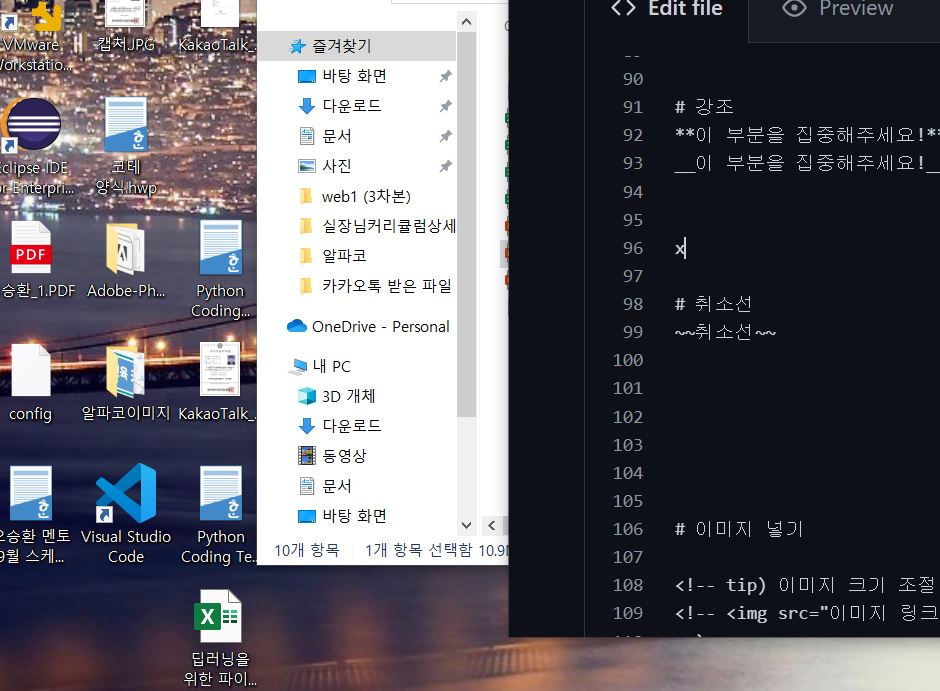 VMware
캡처.JPG
KakaoTalk_...
Eclipse IDE
코테
양식.hwp
PDF
승환_1.PDF
Adobe-Ph...
Python
Coding...
config
알파코이미지
KakaoTalk_...
오승환 멘토
9월 스케...
Visual Studio
Code
Python
Coding Te...
딥러닝을
위한 파이...
즐겨찾기
바탕 화면
다운로드
문서
사진
web1 (3차본)
실장님커리큘럼상세
알파코
카카오톡 받은 파일
OneDrive - Personal
내 PC
3D 개체
다운로드
동영상
문서
바탕 화면
10개 항목
1개 항목 선택함 10.9
<> Edit file
Preview
90
91 # 강조
92 **이 부분을 집중해주세요!**
93 __이 부분을 집중해주세요!_
94
95
96 x
97
98 # 취소선
99 ~~취소선~~
100
101
102
103
104
105
106 # 이미지 넣기
107
108 <!-- tip) 이미지 크기 조절
109 <!-- <img src="이미지 링크